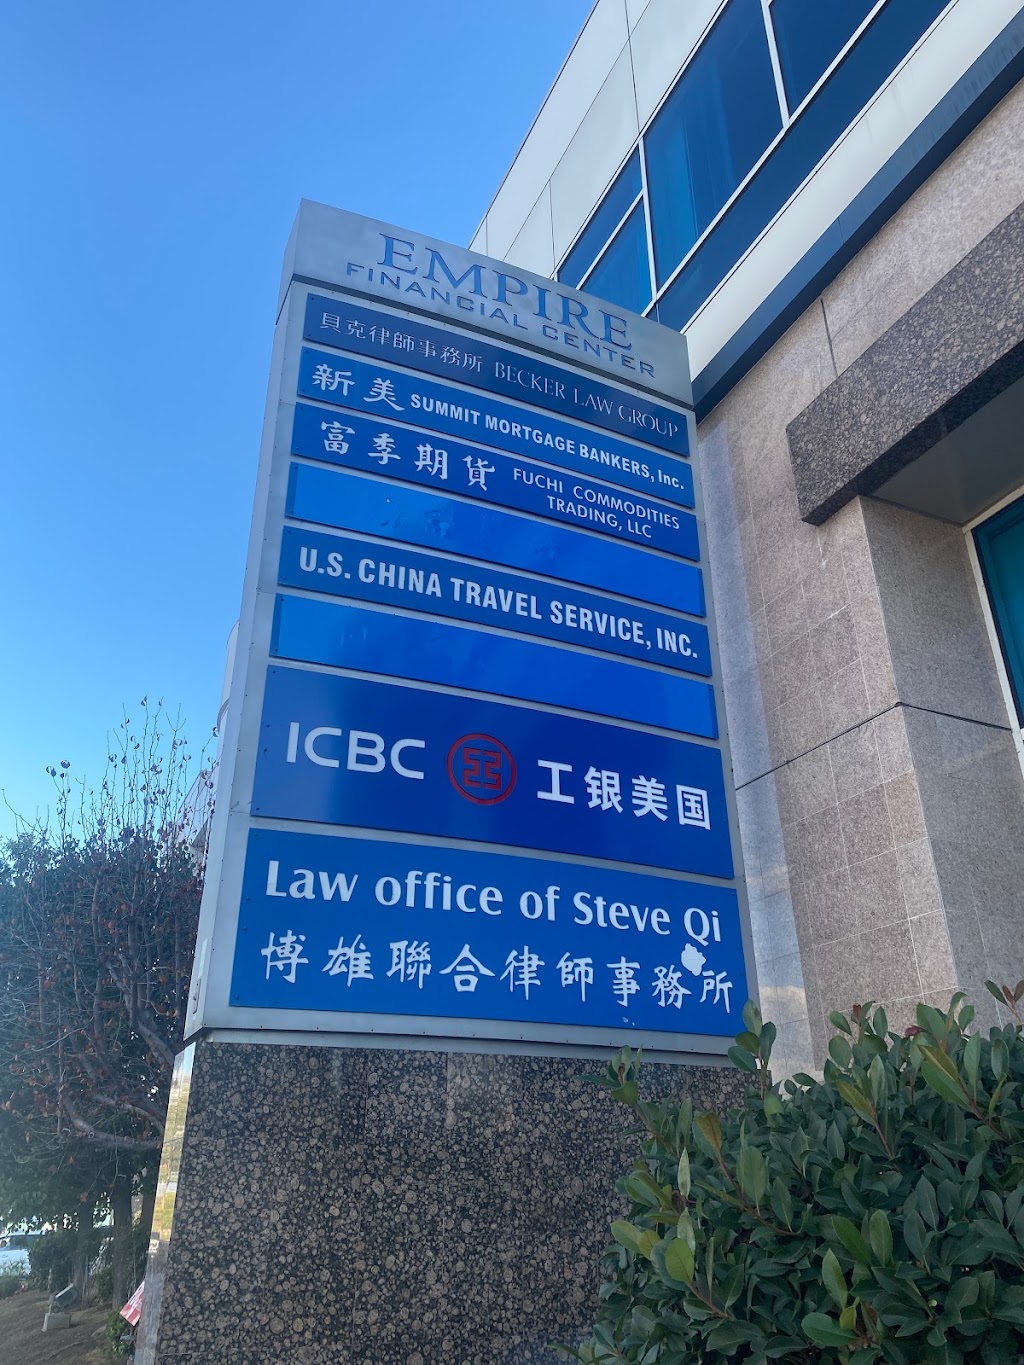 EMPIRE
FINANCIAL CENTER
貝克律師事務所 BECKER LAW GROUP
新美 SUMMIT MORTGAGE BANKERS, Inc.
富季期貨 FUCHI COMMODITIES
TRADING, LLC
U.S. CHINA TRAVEL SERVICE, INC.
ICBC 工银美国
Law office of Steve Qi
博雄聯合律師事務所